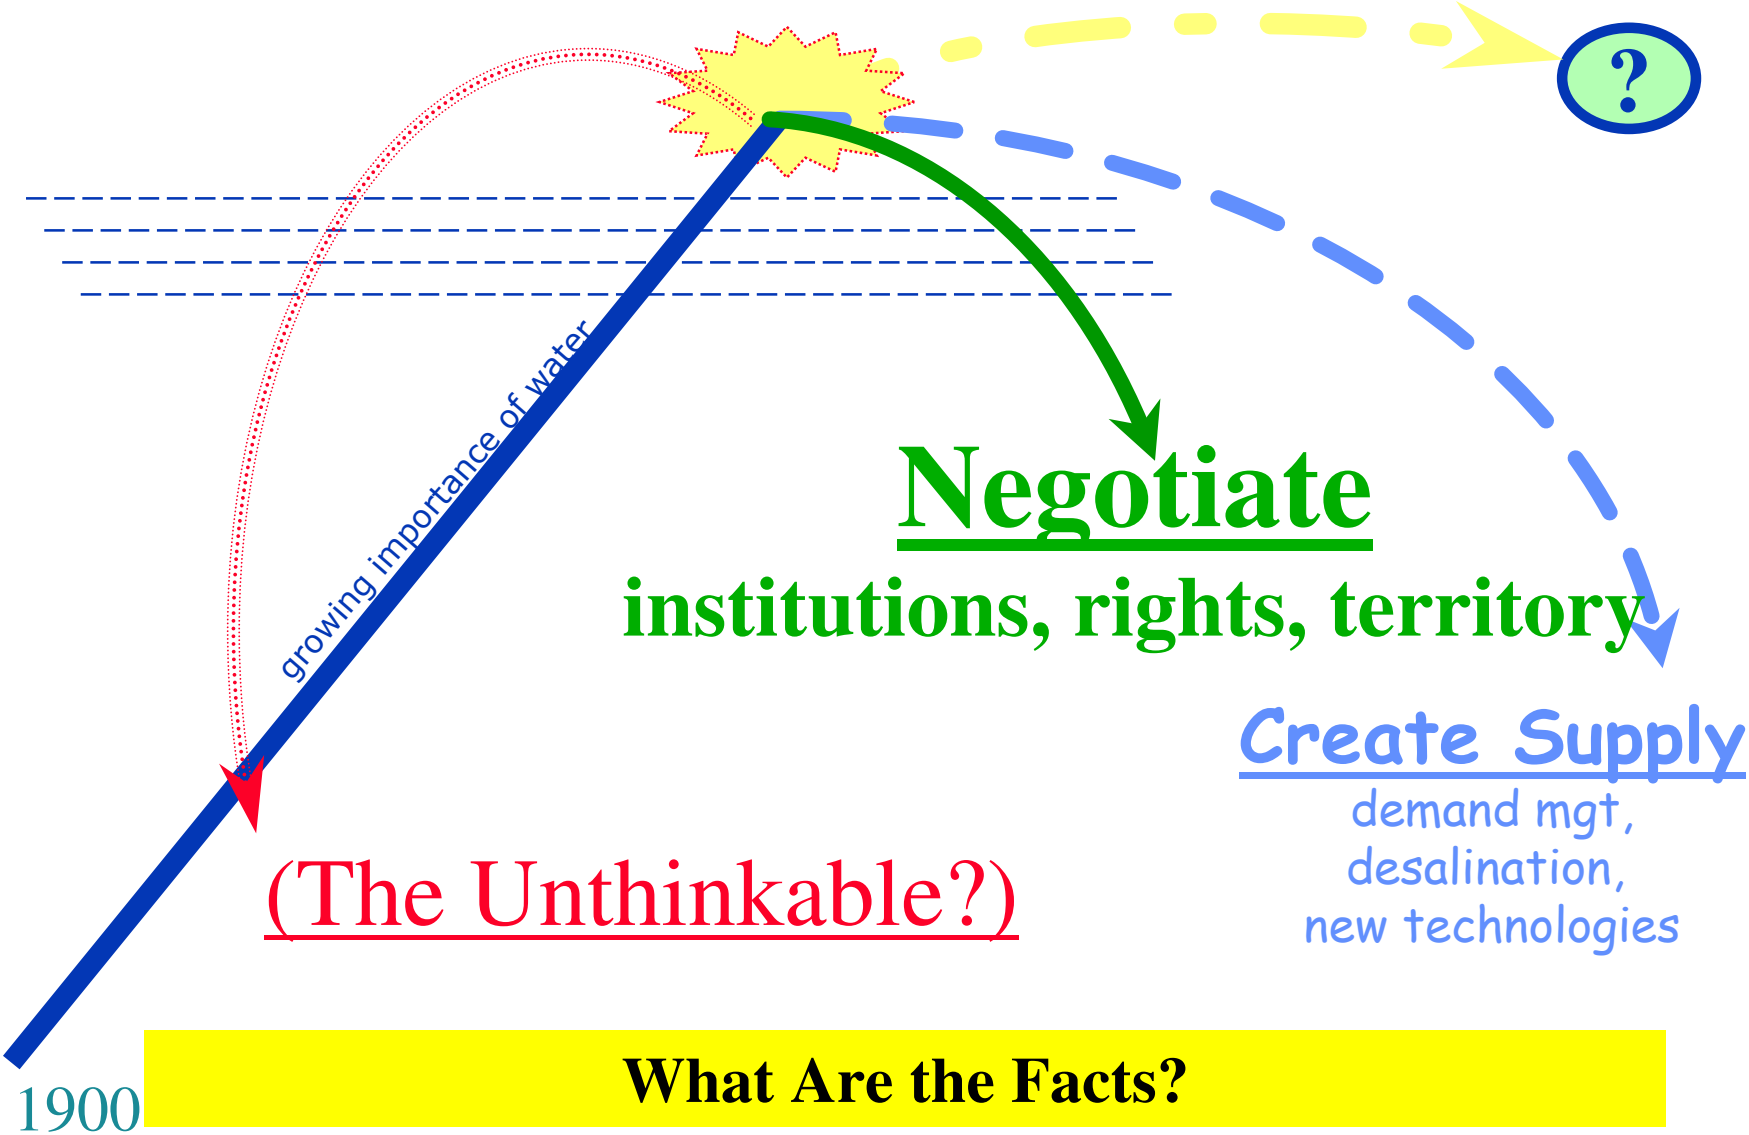 ?
growing importance of water
Negotiate
institutions, rights, territory
Create Supply
demand mgt,
desalination,
new technologies
(The Unthinkable?)
What Are the Facts?
1900